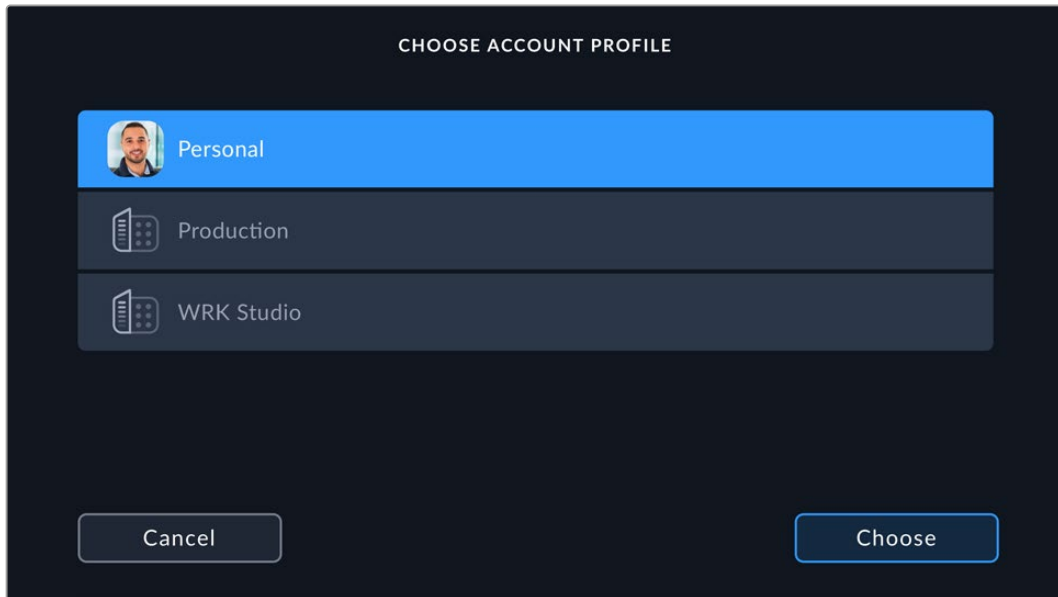 CHOOSE ACCOUNT PROFILE
Personal
Production
WRK Studio
Cancel
Choose